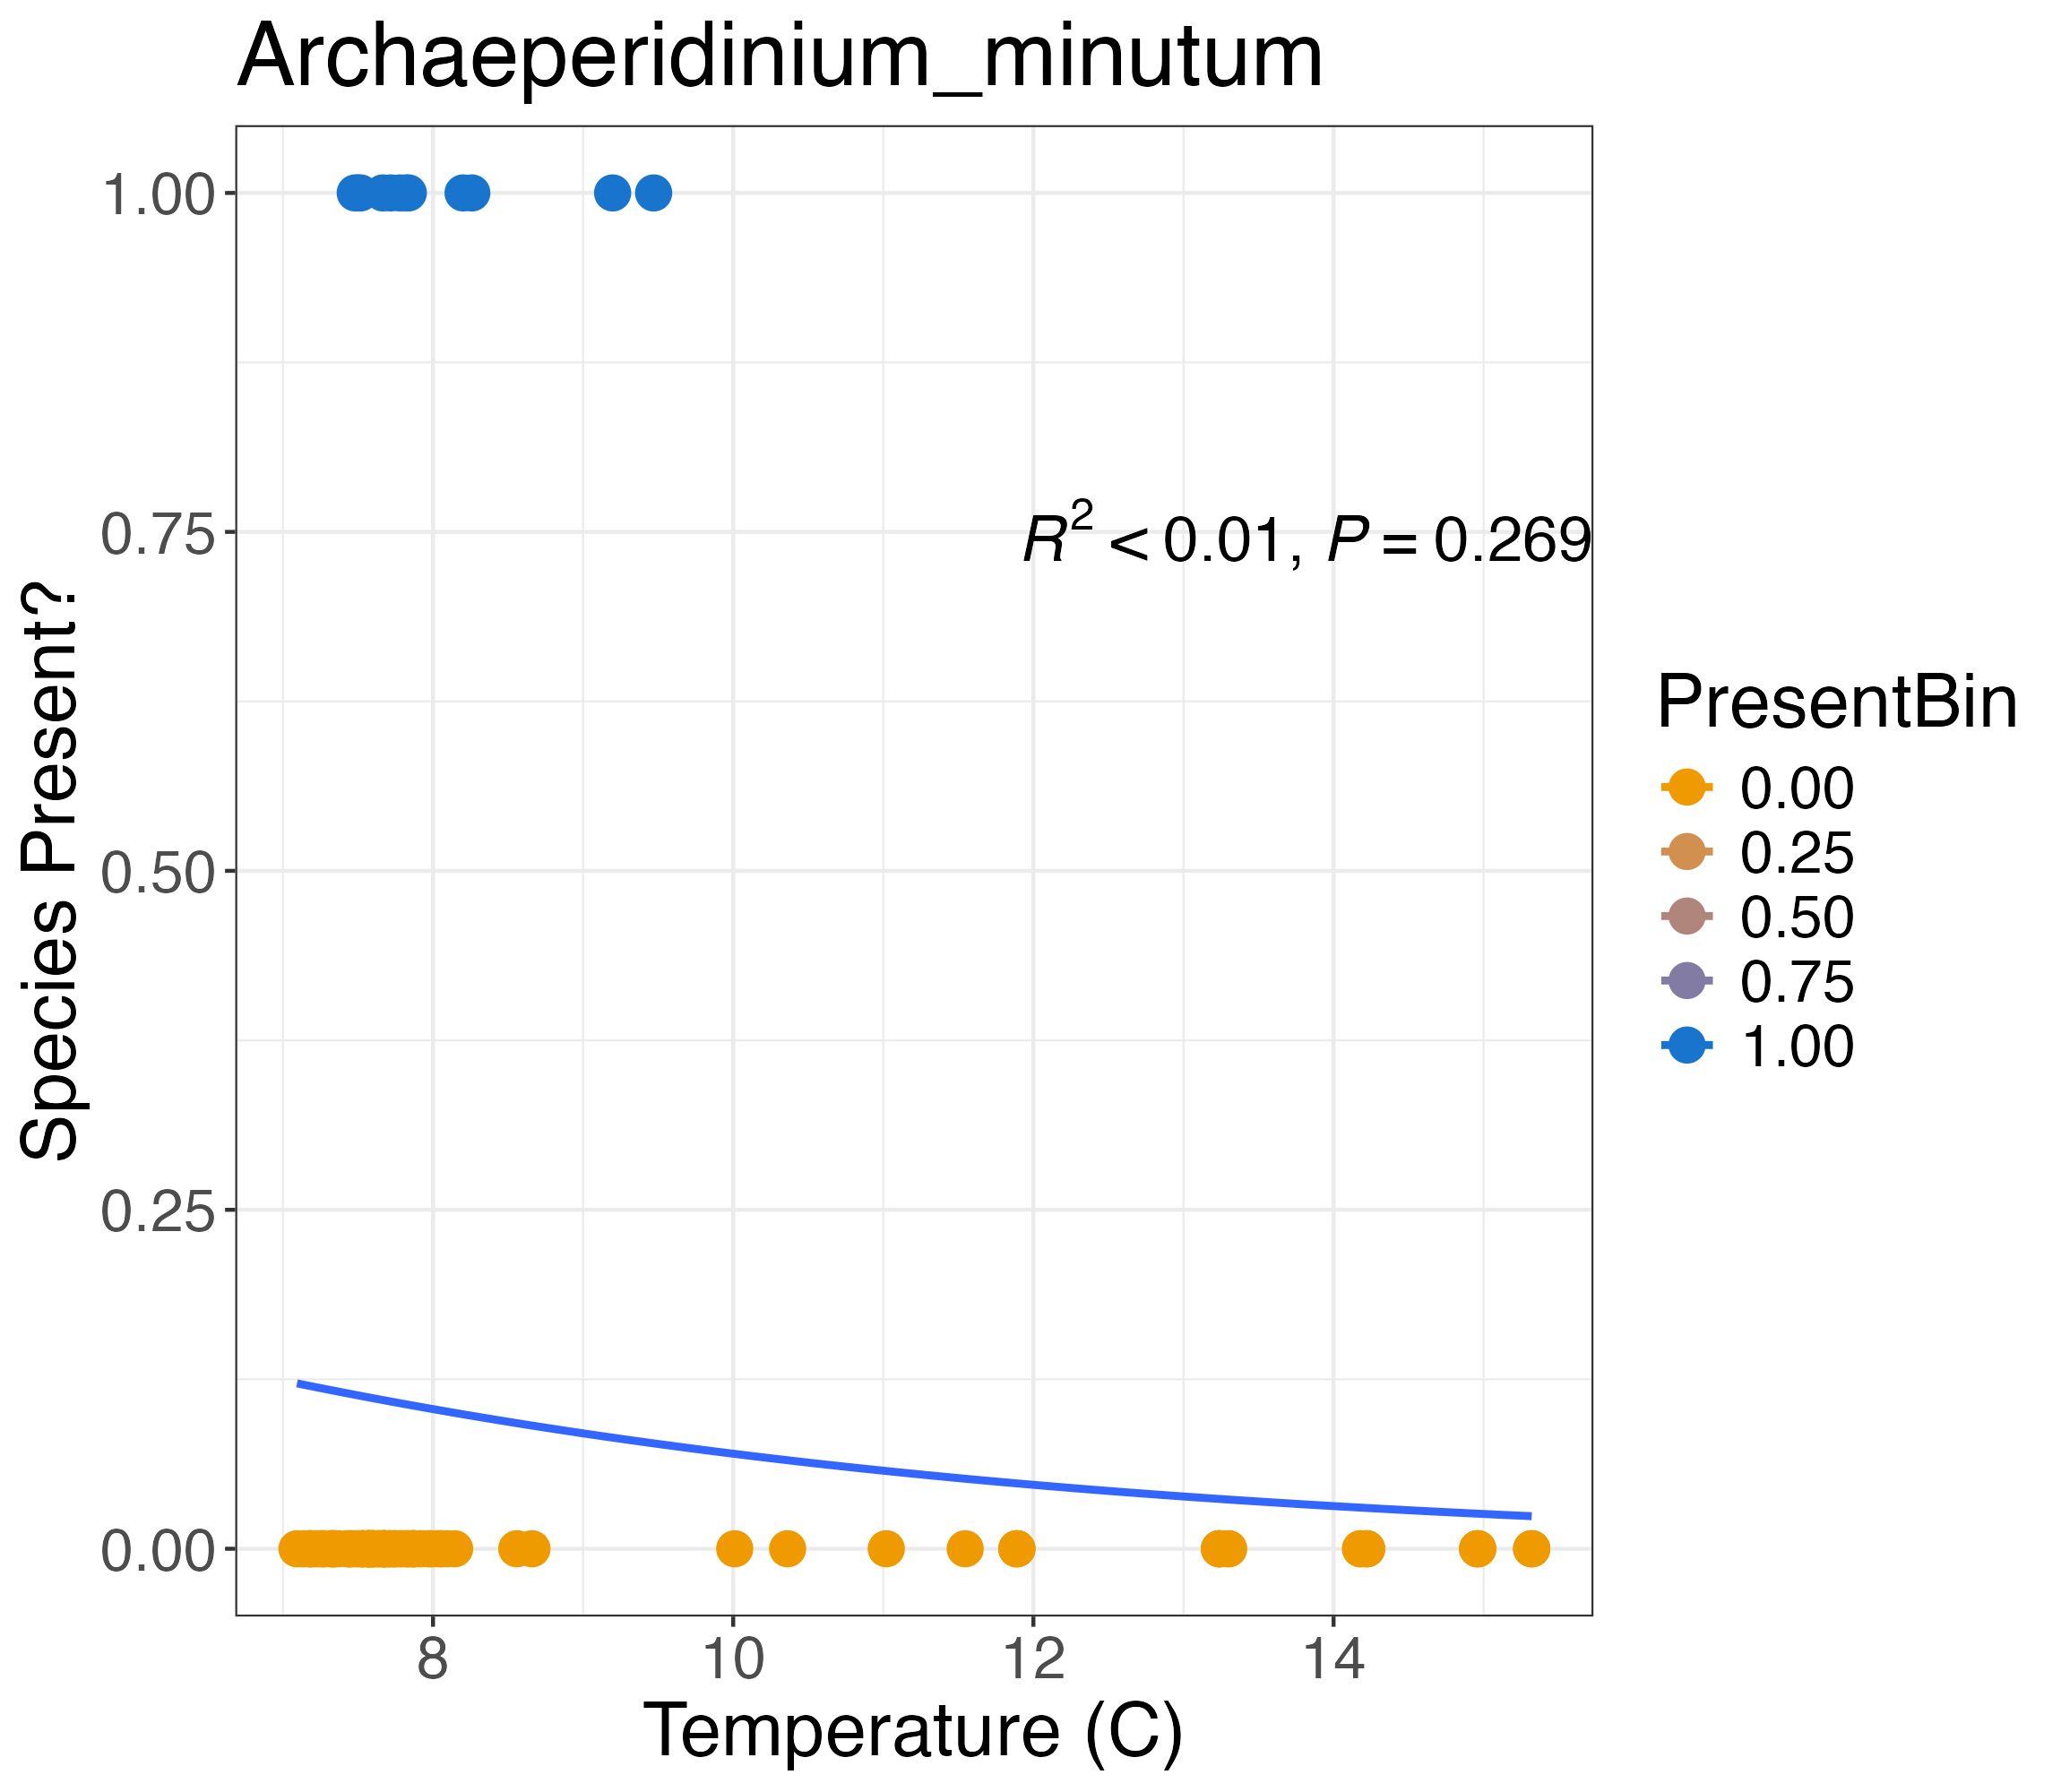 Archaeperidinium_minutum
Species Present?
1.00
0.75
0.50
0.25
0.00
R² < 0.01, P = 0.269
8
10
12
14
Temperature (C)
PresentBin
0.00
0.25
0.50
0.75
1.00